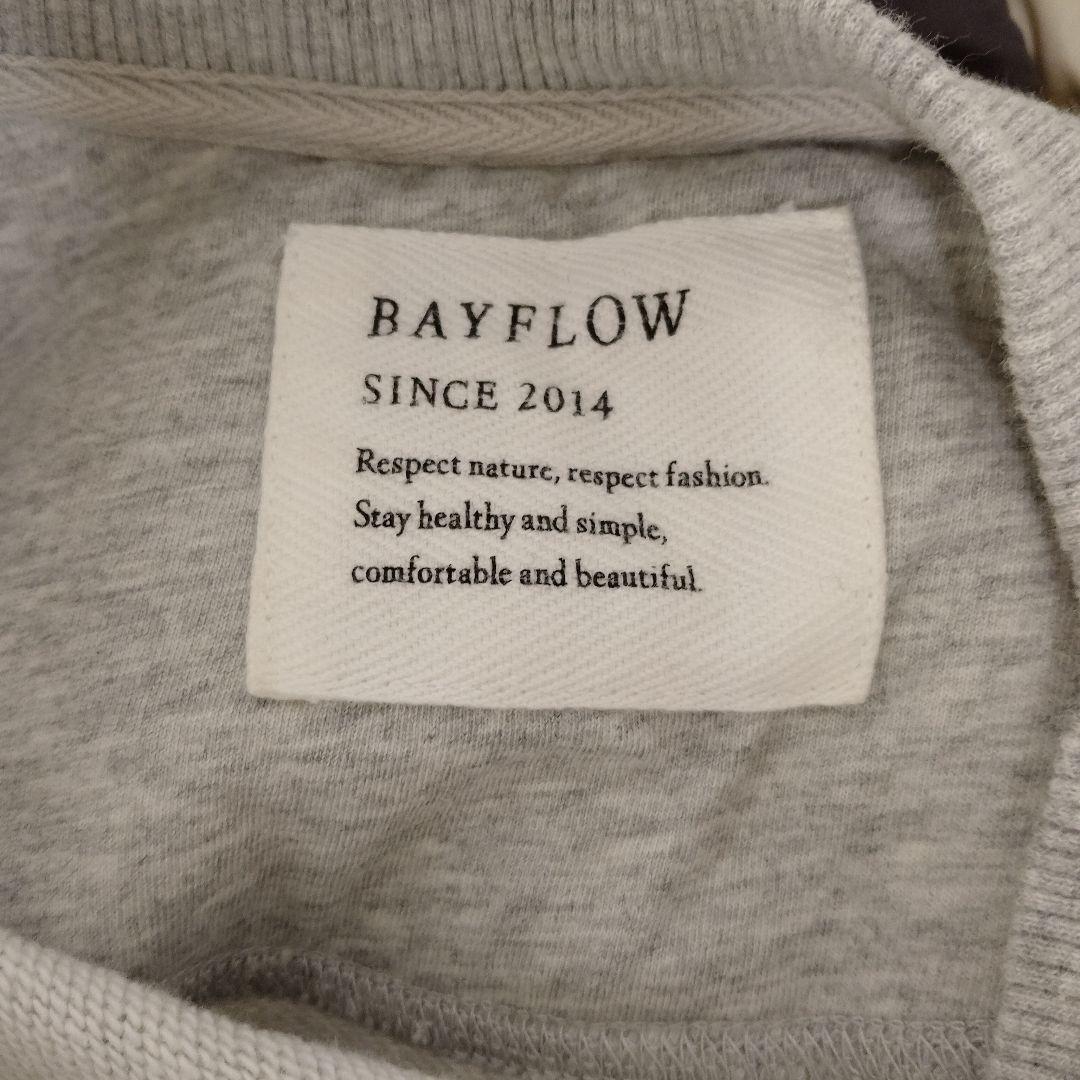 BAYFLOW
SINCE 2014
Respect nature, respect fashion.
Stay healthy and simple,
comfortable and beautiful.